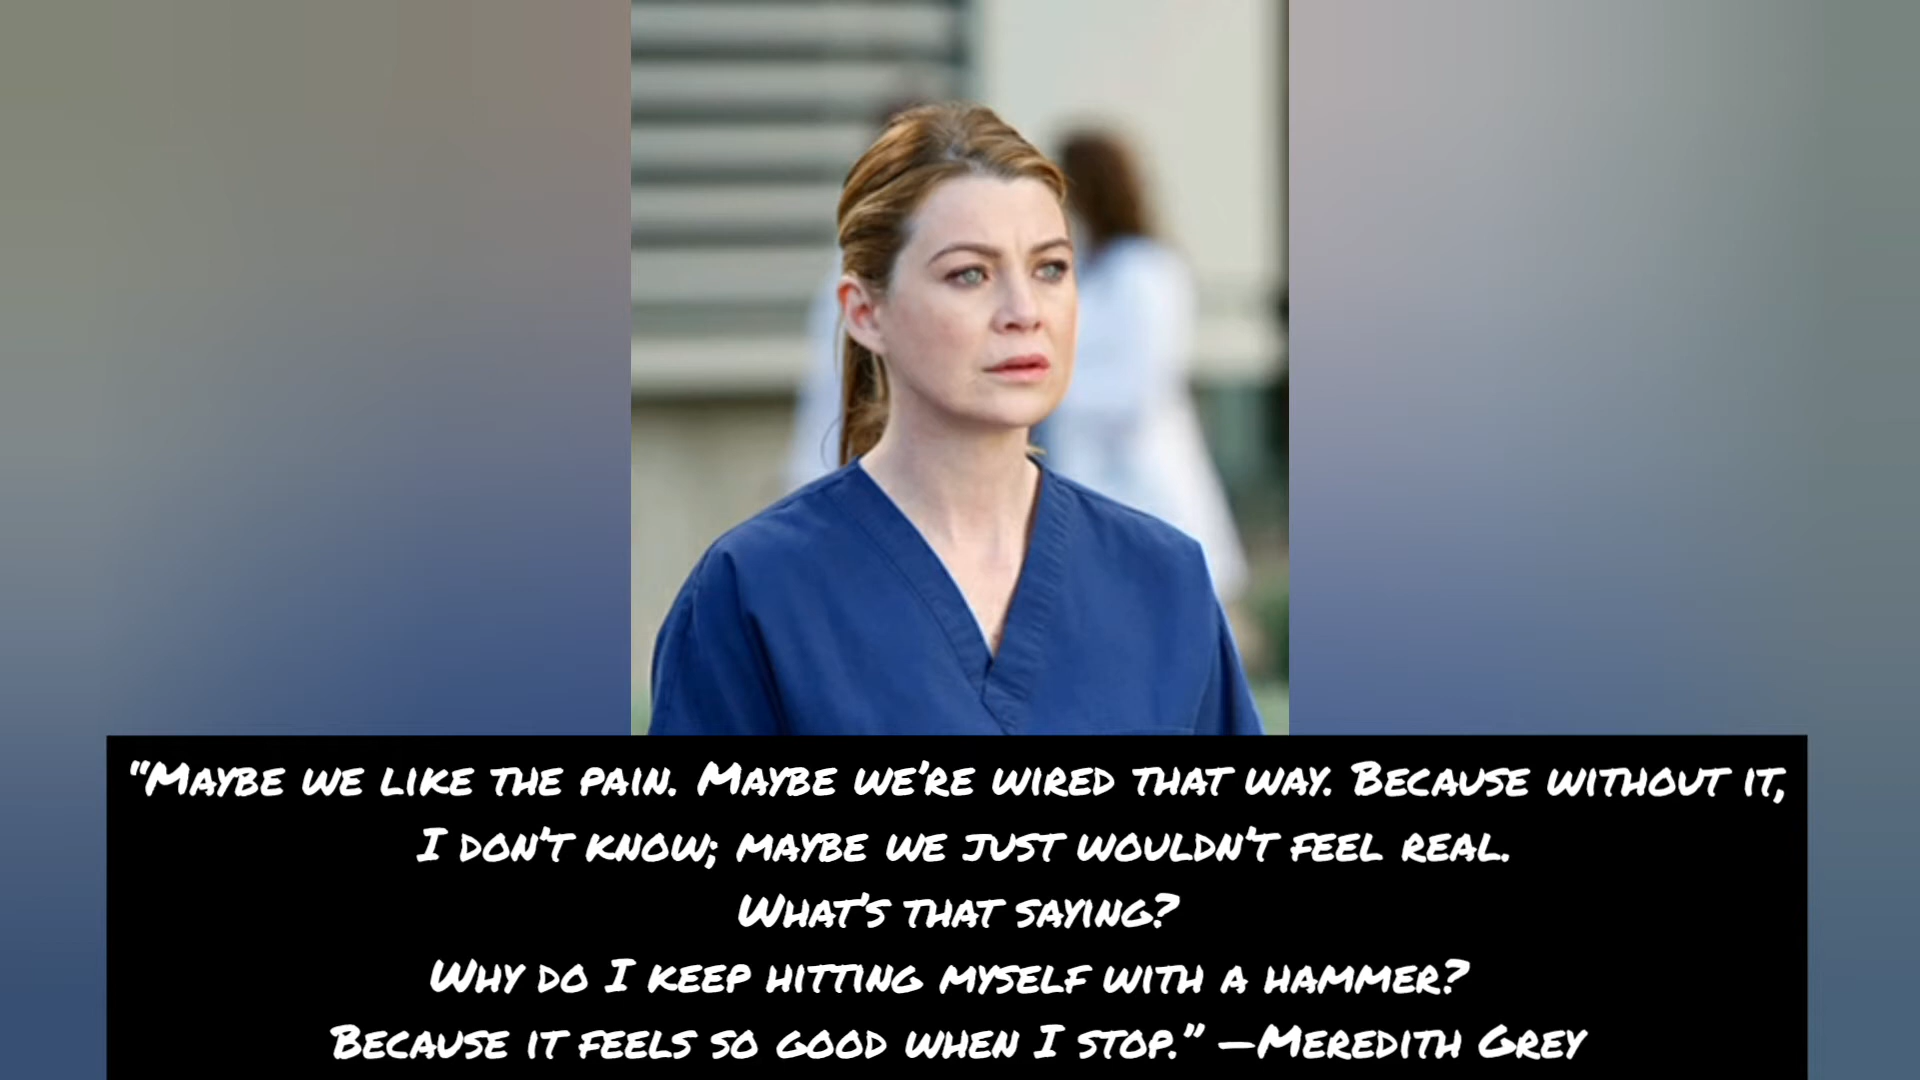 “Maybe we like the pain. Maybe we’re wired that way. Because without it,
I don’t know; maybe we just wouldn’t feel real.
What’s that saying?
Why do I keep hitting myself with a hammer?
Because it feels so good when I stop.” —Meredith Grey